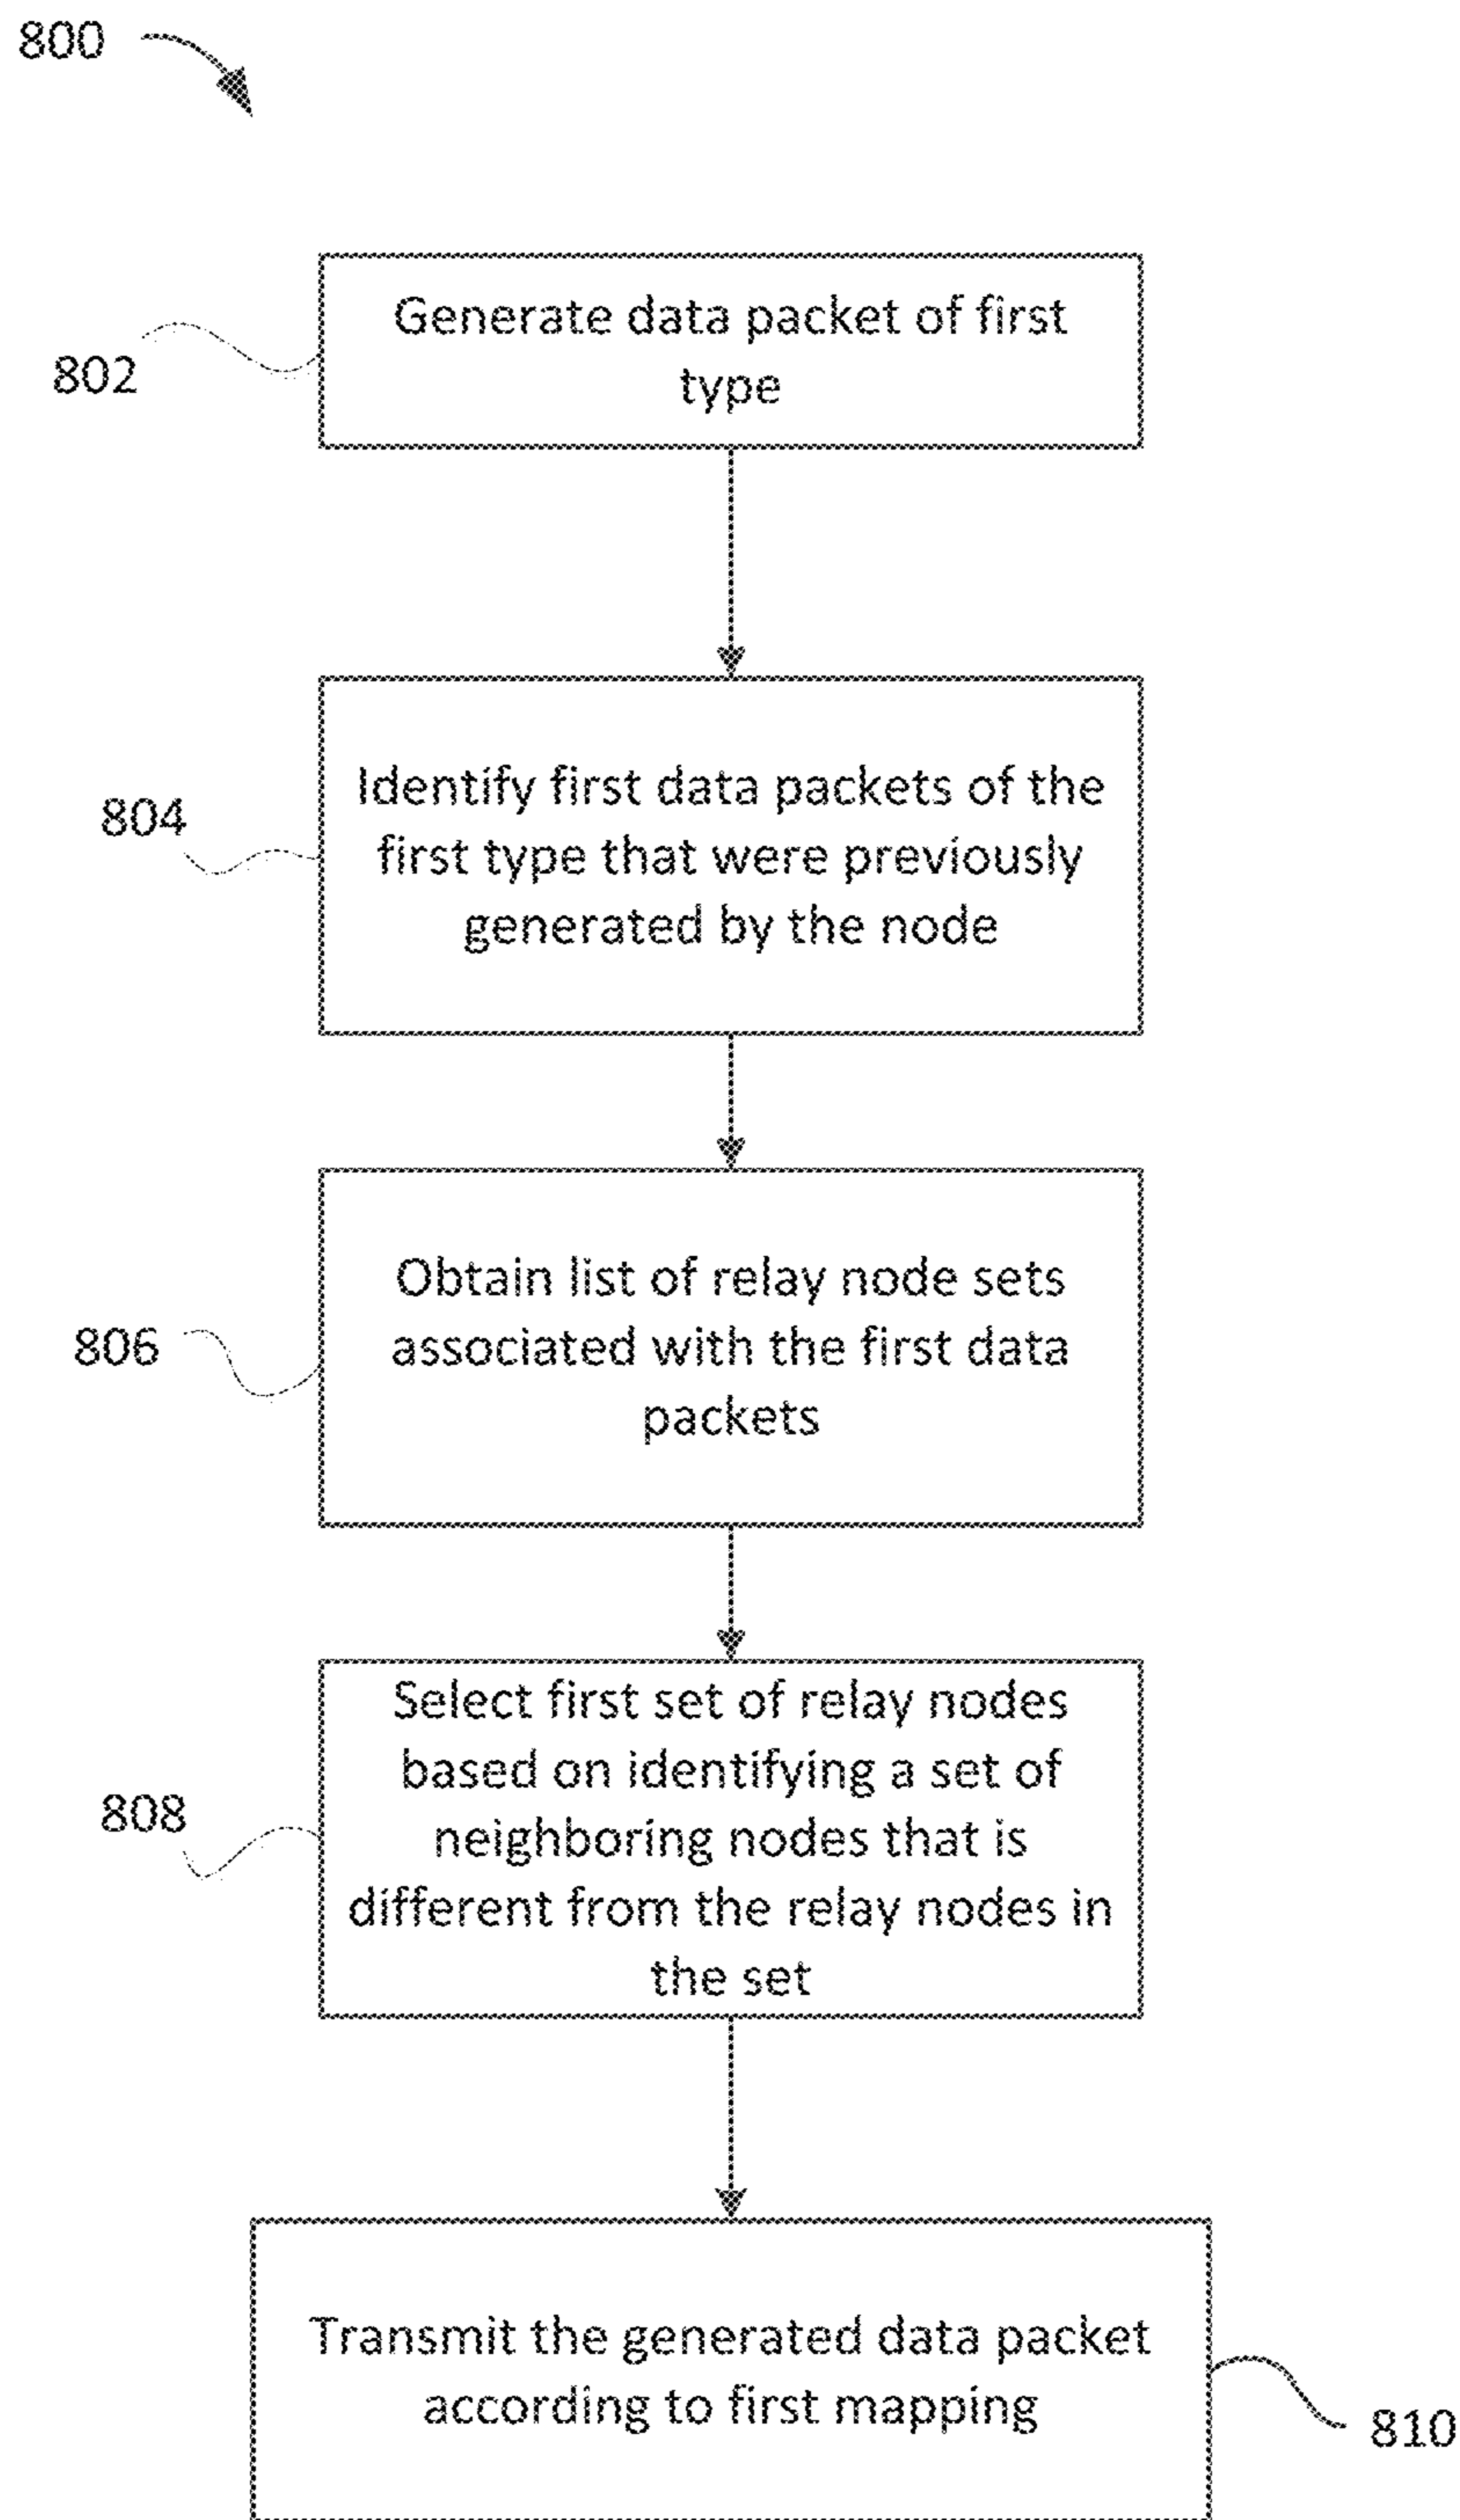 800
Generate data packet of first
type
802
Identify first data packets of the
first type that were previously
generated by the node
804
Obtain list of relay node sets
associated with the first data
packets
806
Select first set of relay nodes
based on identifying a set of
neighboring nodes that is
different from the relay nodes in
the set
808
Transmit the generated data packet
according to first mapping
810